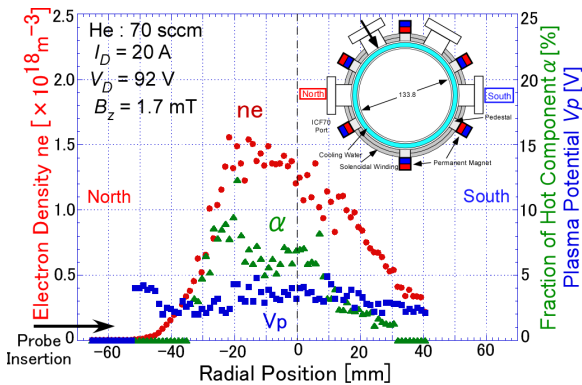 He : 70 sccm
I_D = 20 A
V_D = 92 V
B_z = 1.7 mT
Electron Density ne [×10^18 m^-3]
2.5
2.0
1.5
1.0
0.5
0
Fraction of Hot Component α [%]
Plasma Potential Vp [V]
25
20
15
10
5
0
North
South
133.8
ICF70
Port
Pedestal
Cooling Water
Solencidal Winding
Permanent Magnet
ne
North
South
α
Vp
Probe
Insertion
-60
-40
-20
0
20
40
60
Radial Position [mm]